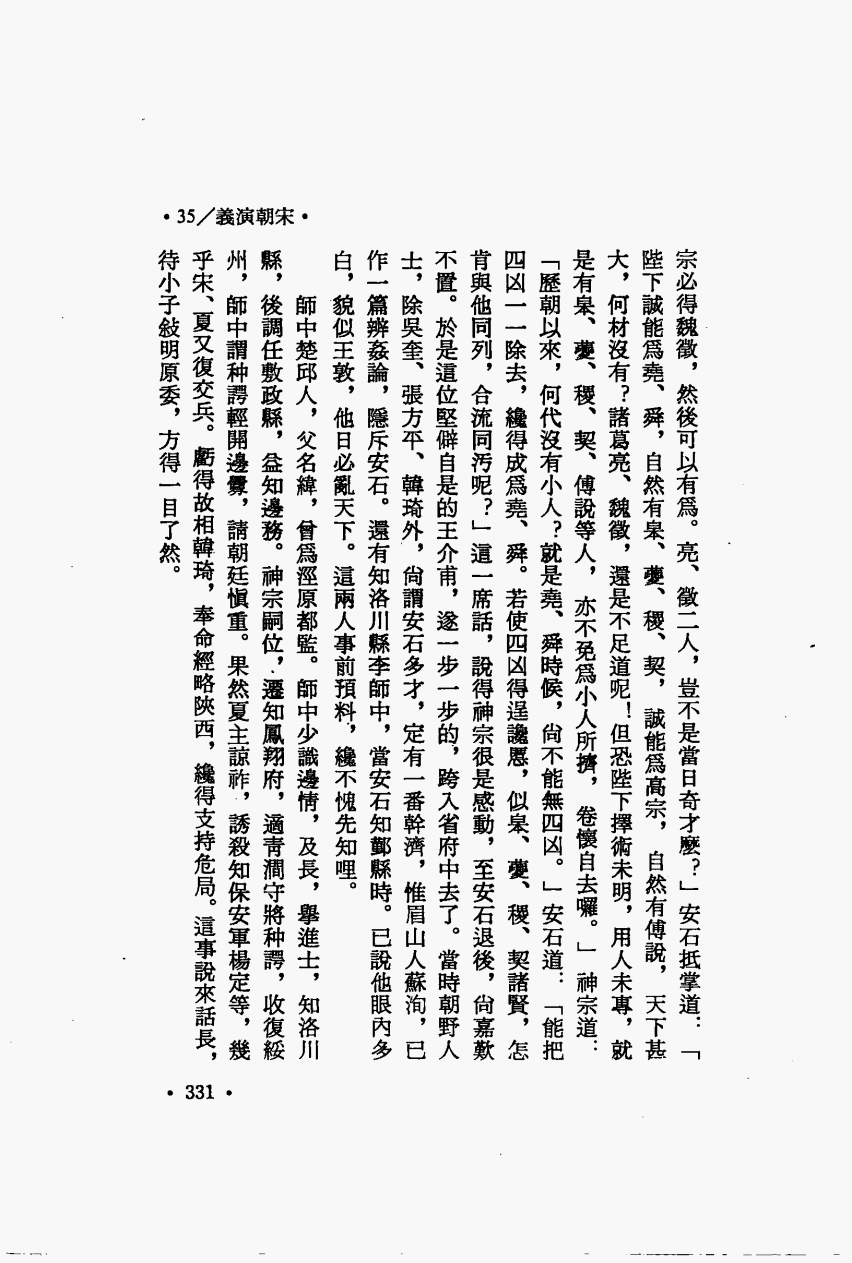 •35／義演朝宋•
宗必得魏徵，然後可以有爲。亮、徵二人，豈不是當日奇才麽？」安石抵掌道：「
陛下誠能爲堯、舜，自然有臯、夔、稷、契，誠能爲高宗，自然有傅說，天下甚
大，何材沒有？諸葛亮、魏徵，還是不足道呢！但恐陛下擇術未明，用人未專，就
是有臯、夔、稷、契、傅說等人，亦不免爲小人所擠，卷懷自去囉。」神宗道：
「歷朝以來，何代沒有小人？就是堯、舜時候，尙不能無四凶。」安石道：「能把
四凶一一除去，纔得成爲堯、舜。若使四凶得逞讒慝，似臯、夔、稷、契諸賢，怎
肯與他同列，合流同汚呢？」這一席話，說得神宗很是感動，至安石退後，尙嘉歎
不置。於是這位堅僻自是的王介甫，遂一步一步的，跨入省府中去了。當時朝野人
士，除吳奎、張方平、韓琦外，尙謂安石多才，定有一番幹濟，惟眉山人蘇洵，已
作一篇辨姦論，隱斥安石。還有知洛川縣李師中，當安石知鄞縣時。已說他眼內多
白，貌似王敦，他日必亂天下。這兩人事前預料，纔不愧先知哩。
師中楚邱人，父名緯，曾爲涇原都監。師中少識邊情，及長，舉進士，知洛川
縣，後調任敷政縣，益知邊務。神宗嗣位，遷知鳳翔府，適青澗守將种諤，收復綏
州，師中謂种諤輕開邊釁，請朝廷愼重。果然夏主諒祚，誘殺知保安軍楊定等，幾
乎宋、夏又復交兵。虧得故相韓琦，奉命經略陝西，纔得支持危局。這事說來話長，
待小子敍明原委，方得一目了然。
•331•